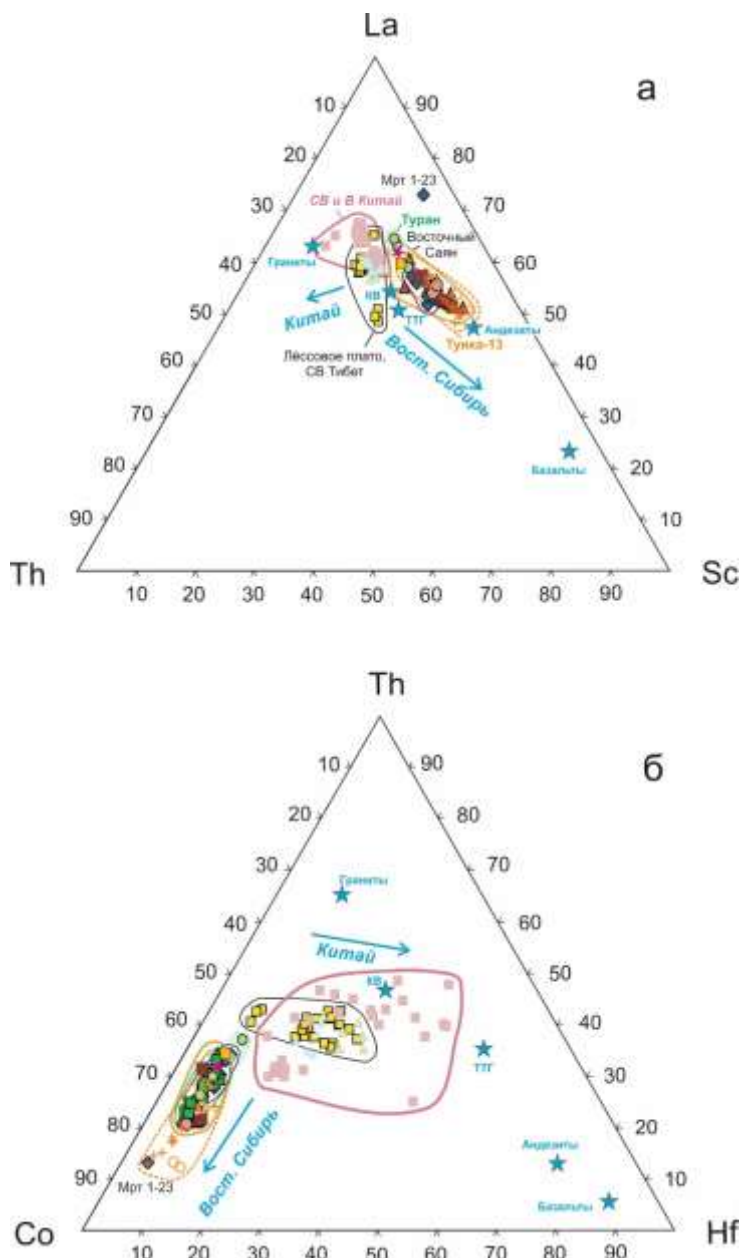 La
а
10 90
20 80
Мрт 1-23
30 СВ и В Китай 70
Туран
Восточный
Саян
40 Граниты 60
КВ
50 Китай ТТГ Андезиты 50
Тунка-13
60 Лёссовое плато, 40
СВ Тибет
Вост. Сибирь
70 30
80 Базальты 20
90 10
Th Sc
10 20 30 40 50 60 70 80 90
Th
б
10 90
20 80
30 70
Граниты
40 60
Китай
50 КВ 50
60 40
ТТГ
70 30
Вост. Сибирь
80 Андезиты 20
Мрт 1-23
90 Базальты 10
Co Hf
10 20 30 40 50 60 70 80 90